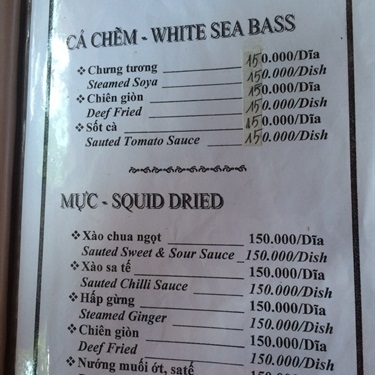 CÁ CHẼM - WHITE SEA BASS
❖ Chưng tương 150.000/Dĩa
Steamed Soya 150.000/Dish
❖ Chiên giòn 150.000/Dĩa
Deef Fried 150.000/Dish
❖ Sốt cà 150.000/Dĩa
Sauted Tomato Sauce 150.000/Dish
MỰC - SQUID DRIED
❖ Xào chua ngọt 150.000/Dĩa
Sauted Sweet & Sour Sauce 150.000/Dish
❖ Xào sa tế 150.000/Dĩa
Sauted Chilli Sauce 150.000/Dish
❖ Hấp gừng 150.000/Dĩa
Steamed Ginger 150.000/Dish
❖ Chiên giòn 150.000/Dĩa
Deef Fried 150.000/Dish
❖ Nướng muối ớt, satế 150.000/Dĩa